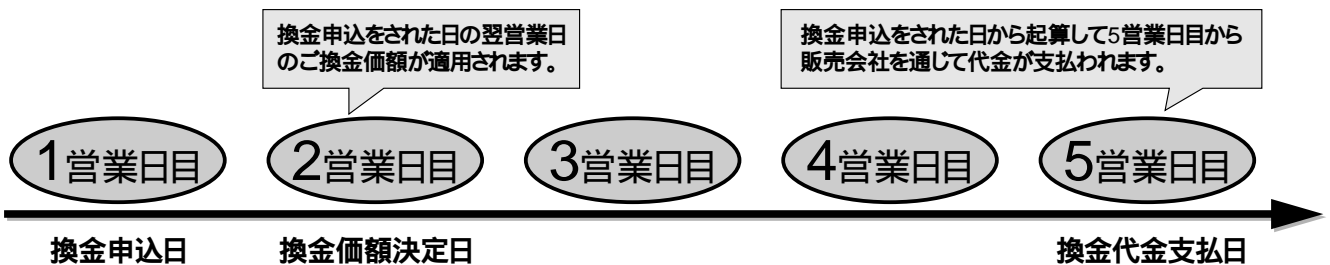 換金申込をされた日の翌営業日
のご換金価額が適用されます。
換金申込をされた日から起算して5営業日目から
販売会社を通じて代金が支払われます。
1営業日目
2営業日目
3営業日目
4営業日目
5営業日目
換金申込日
換金価額決定日
換金代金支払日